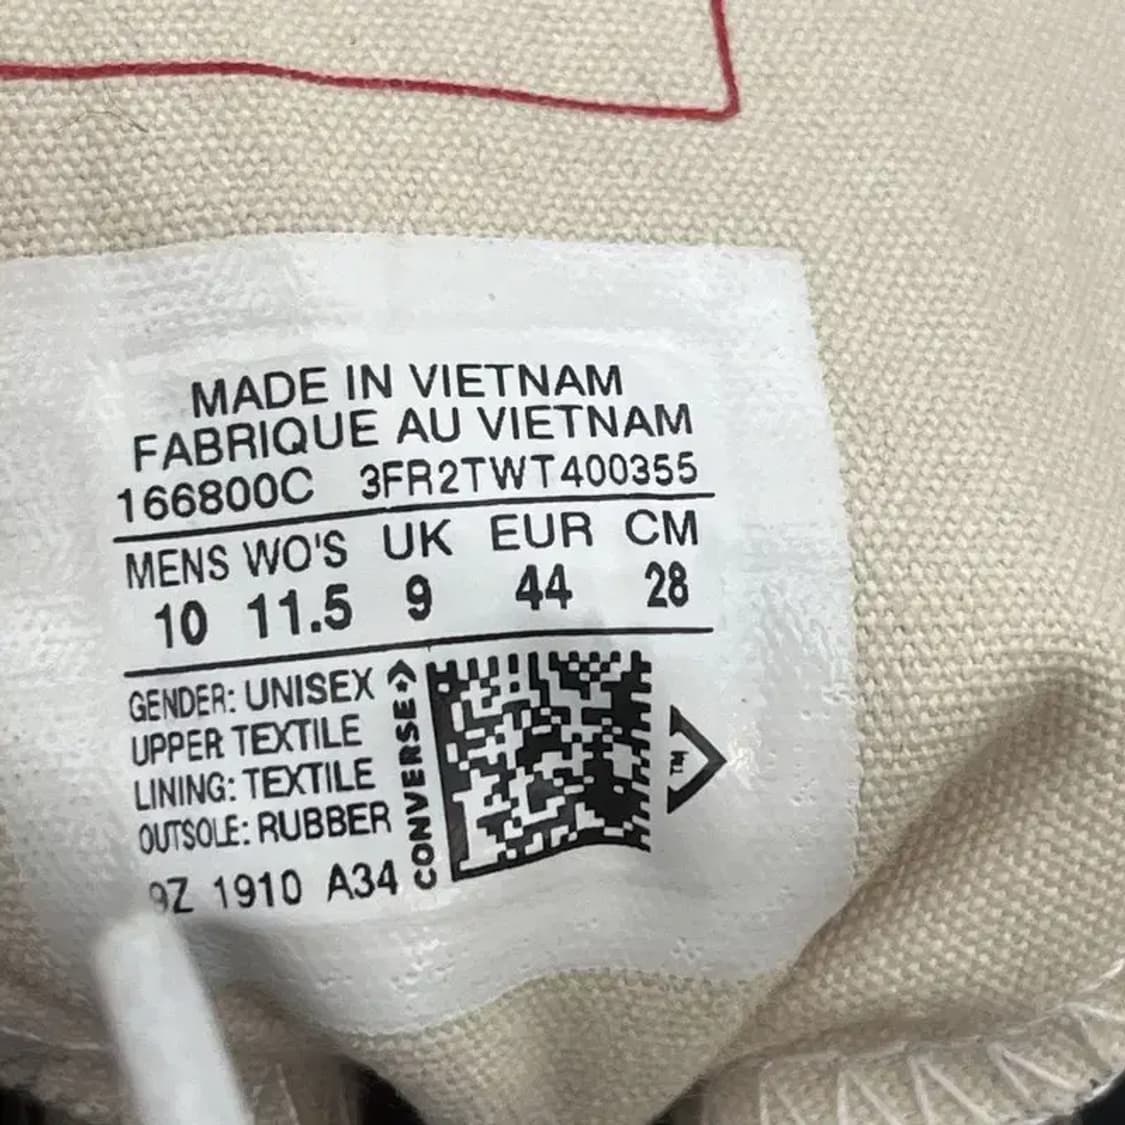 MADE IN VIETNAM
FABRIQUE AU VIETNAM
166800C 3FR2TWT400355
MENS WO'S UK EUR CM
10 11.5 9 44 28
GENDER: UNISEX
UPPER TEXTILE
LINING: TEXTILE
OUTSOLE: RUBBER
9Z 1910 A34
CONVERSE
TM